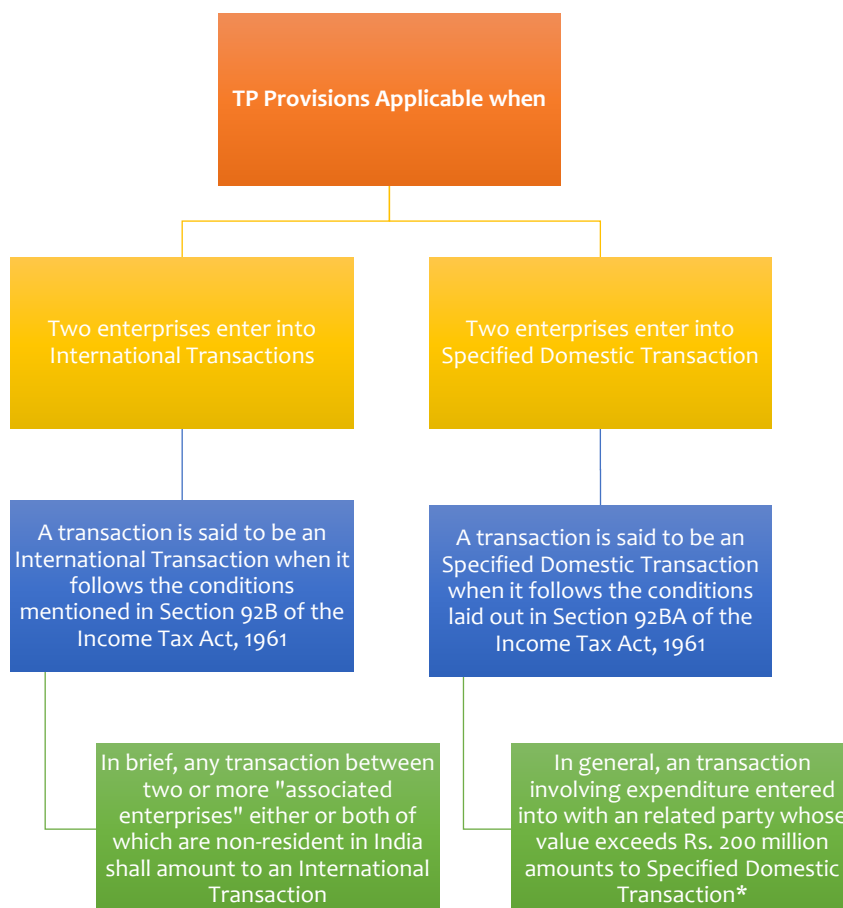 TP Provisions Applicable when
Two enterprises enter into
International Transactions
Two enterprises enter into
Specified Domestic Transaction
A transaction is said to be an
International Transaction when it
follows the conditions
mentioned in Section 92B of the
Income Tax Act, 1961
A transaction is said to be an
Specified Domestic Transaction
when it follows the conditions
laid out in Section 92BA of the
Income Tax Act, 1961
In brief, any transaction between
two or more "associated
enterprises" either or both of
which are non-resident in India
shall amount to an International
Transaction
In general, an transaction
involving expenditure entered
into with an related party whose
value exceeds Rs. 200 million
amounts to Specified Domestic
Transaction*